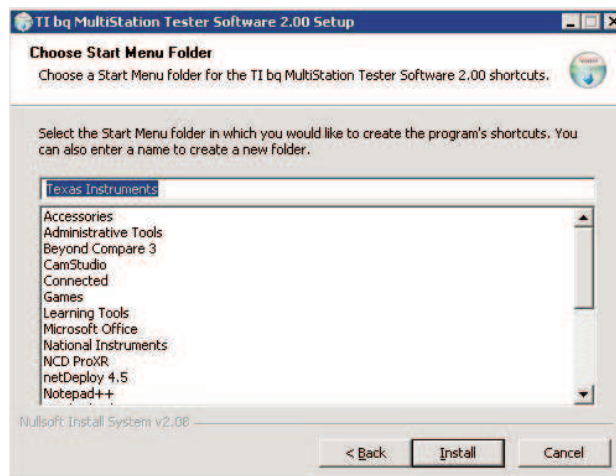 TI bq MultiStation Tester Software 2.00 Setup
Choose Start Menu Folder
Choose a Start Menu folder for the TI bq MultiStation Tester Software 2.00 shortcuts.
Select the Start Menu folder in which you would like to create the program's shortcuts. You
can also enter a name to create a new folder.
Texas Instruments
Accessories
Administrative Tools
Beyond Compare 3
CamStudio
Connected
Games
Learning Tools
Microsoft Office
National Instruments
NCD ProXR
netDeploy 4.5
Notepad++
Nullsoft Install System v2.08
< Back
Install
Cancel